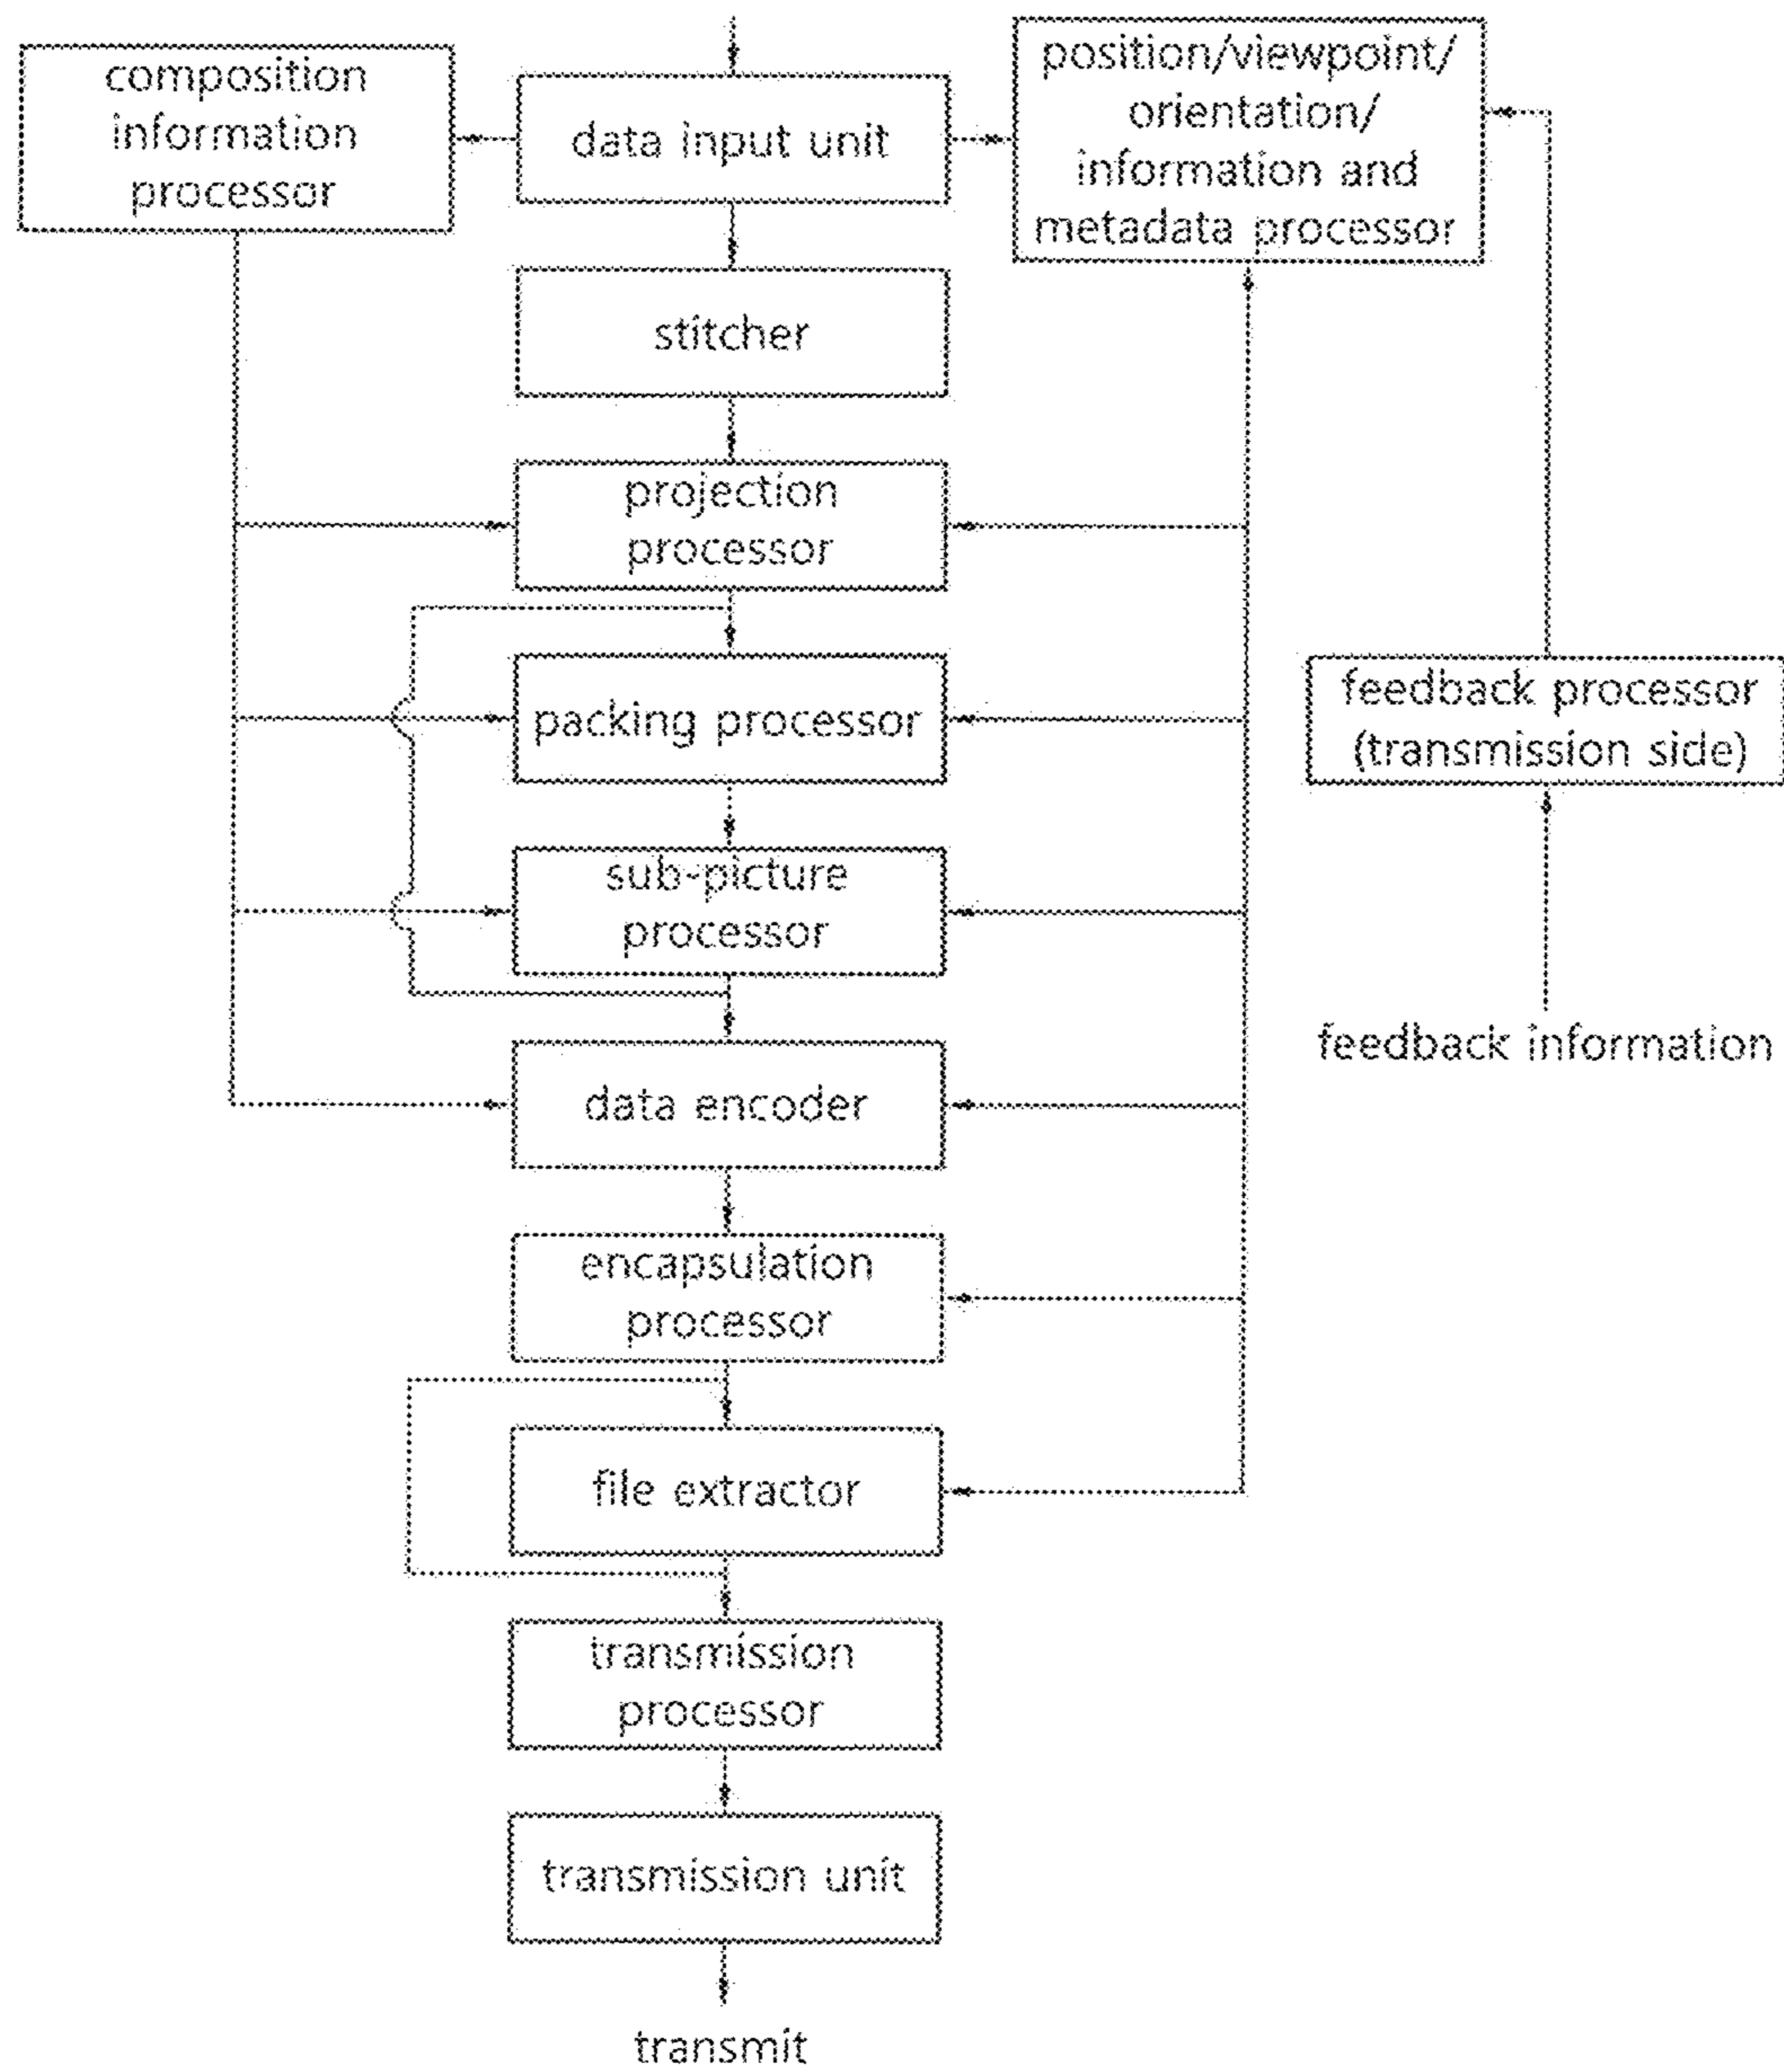 composition
information
processor
data input unit
position/viewpoint/
orientation/
information and
metadata processor
stitcher
projection
processor
packing processor
feedback processor
(transmission side)
sub-picture
processor
feedback information
data encoder
encapsulation
processor
file extractor
transmission
processor
transmission unit
transmit